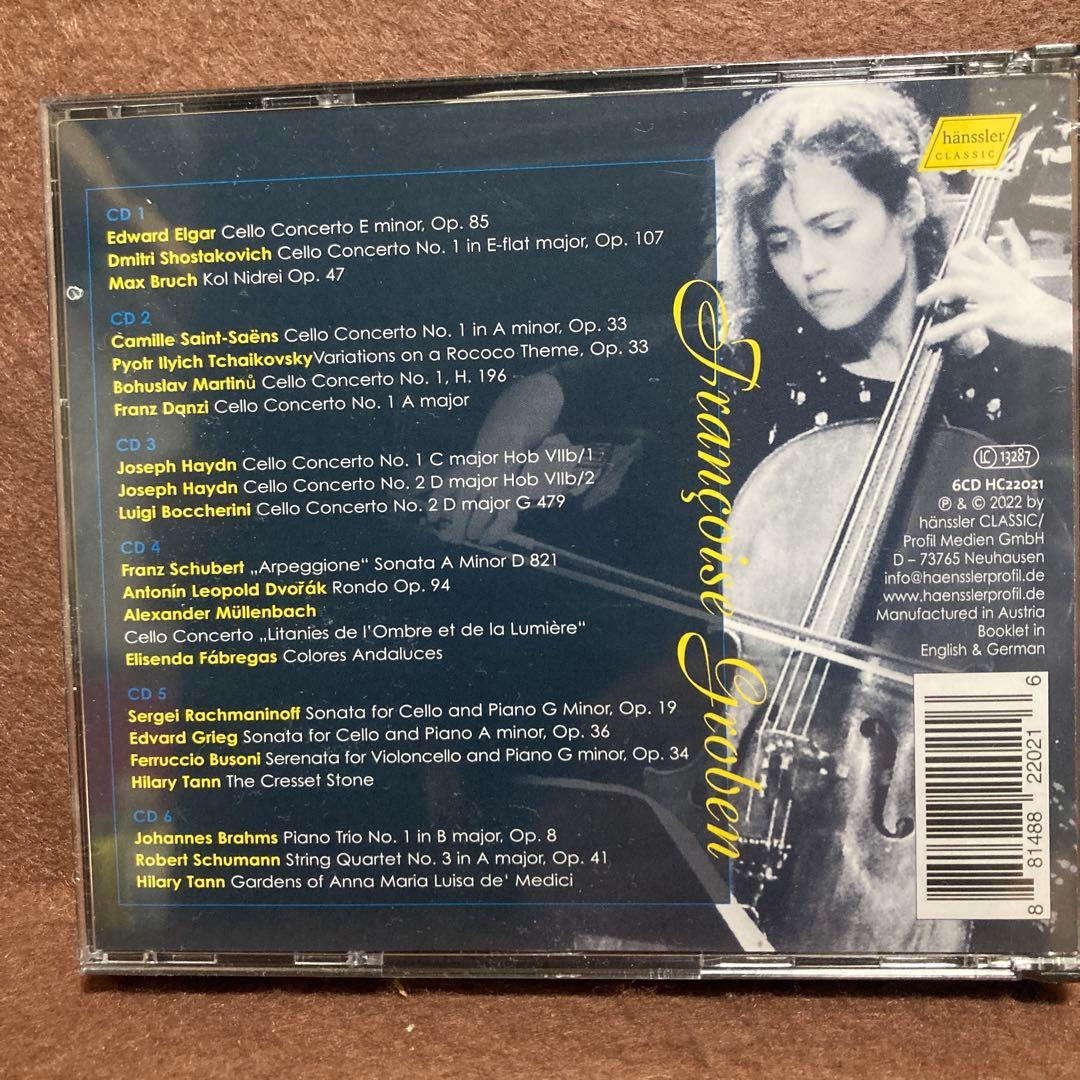 hänssler
CLASSIC
CD 1
Edward Elgar Cello Concerto E minor, Op. 85
Dmitri Shostakovich Cello Concerto No. 1 in E-flat major, Op. 107
Max Bruch Kol Nidrei Op. 47
CD 2
Camille Saint-Saëns Cello Concerto No. 1 in A minor, Op. 33
Pyotr Ilyich TchaikovskyVariations on a Rococo Theme, Op. 33
Bohuslav Martinů Cello Concerto No. 1, H. 196
Franz Danzi Cello Concerto No. 1 A major
CD 3
Joseph Haydn Cello Concerto No. 1 C major Hob VIIb/1
Joseph Haydn Cello Concerto No. 2 D major Hob VIIb/2
Luigi Boccherini Cello Concerto No. 2 D major G 479
CD 4
Franz Schubert „Arpeggione“ Sonata A Minor D 821
Antonín Leopold Dvořák Rondo Op. 94
Alexander Müllenbach
Cello Concerto „Litanies de l'Ombre et de la Lumière“
Elisenda Fábregas Colores Andaluces
CD 5
Sergei Rachmaninoff Sonata for Cello and Piano G Minor, Op. 19
Edvard Grieg Sonata for Cello and Piano A minor, Op. 36
Ferruccio Busoni Serenata for Violoncello and Piano G minor, Op. 34
Hilary Tann The Cresset Stone
CD 6
Johannes Brahms Piano Trio No. 1 in B major, Op. 8
Robert Schumann String Quartet No. 3 in A major, Op. 41
Hilary Tann Gardens of Anna Maria Luisa de' Medici
Françoise Groben
LC 13287
6CD HC22021
℗ & © 2022 by
hänssler CLASSIC/
Profil Medien GmbH
D – 73765 Neuhausen
info@haensslerprofil.de
www.haensslerprofil.de
Manufactured in Austria
Booklet in
English & German
8 81488 22021 6